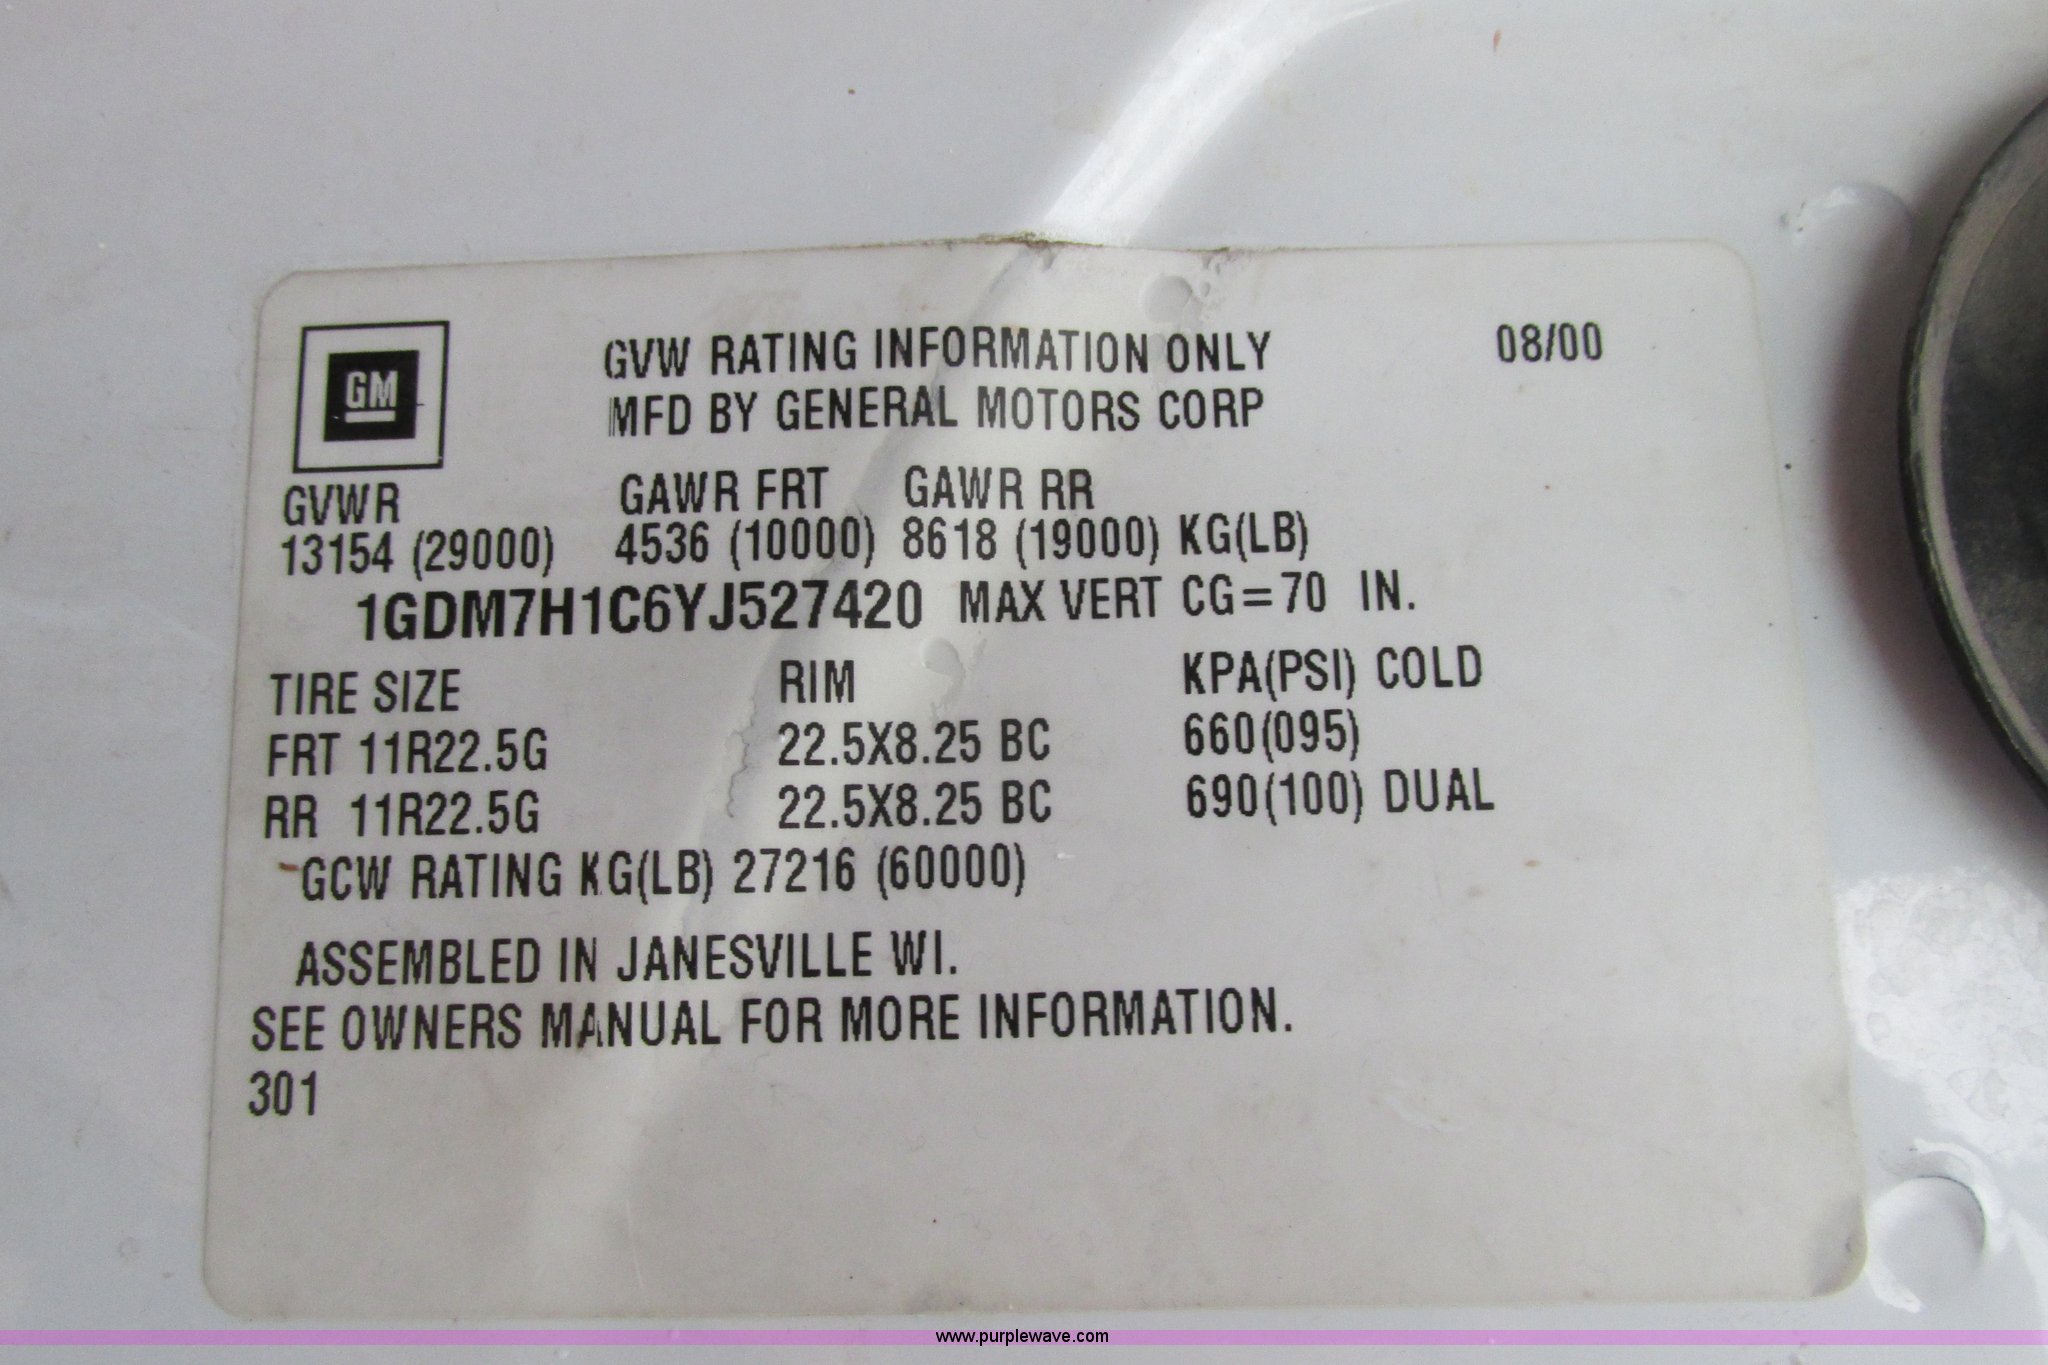 GM
GVW RATING INFORMATION ONLY 08/00
MFD BY GENERAL MOTORS CORP
GVWR GAWR FRT GAWR RR
13154 (29000) 4536 (10000) 8618 (19000) KG(LB)
1GDM7H1C6YJ527420 MAX VERT CG=70 IN.
TIRE SIZE RIM KPA(PSI) COLD
FRT 11R22.5G 22.5X8.25 BC 660(095)
RR 11R22.5G 22.5X8.25 BC 690(100) DUAL
GCW RATING KG(LB) 27216 (60000)
ASSEMBLED IN JANESVILLE WI.
SEE OWNERS MANUAL FOR MORE INFORMATION.
301
www.purplewave.com